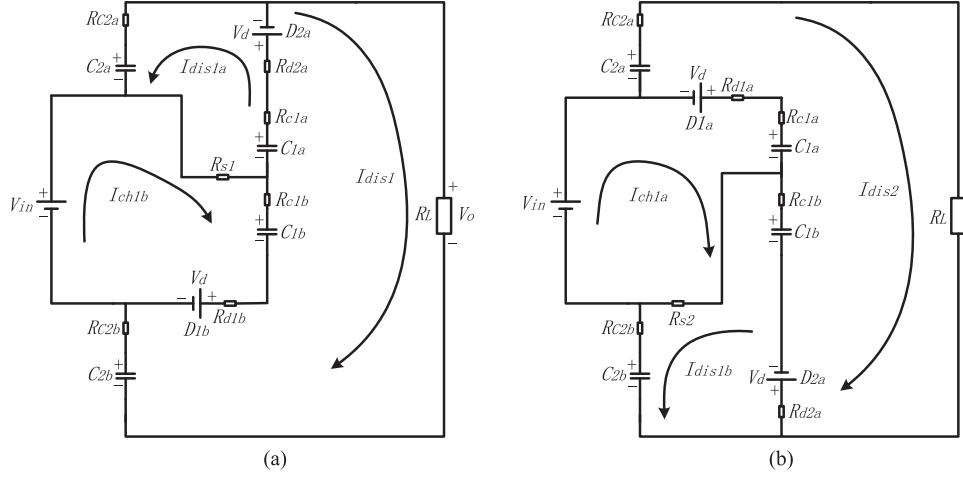 RC2a
Vd
D2a
C2a
Idis1a
Rd2a
Rc1a
C1a
Rs1
Idis1
Ich1b
Rc1b
Vin
RL
Vo
C1b
Vd
D1b
Rd1b
RC2b
C2b
(a)
RC2a
C2a
Vd
Rd1a
D1a
Rc1a
C1a
Ich1a
Idis2
Rc1b
Vin
RL
C1b
Rs2
RC2b
C2b
Idis1b
Vd
D2a
Rd2a
(b)